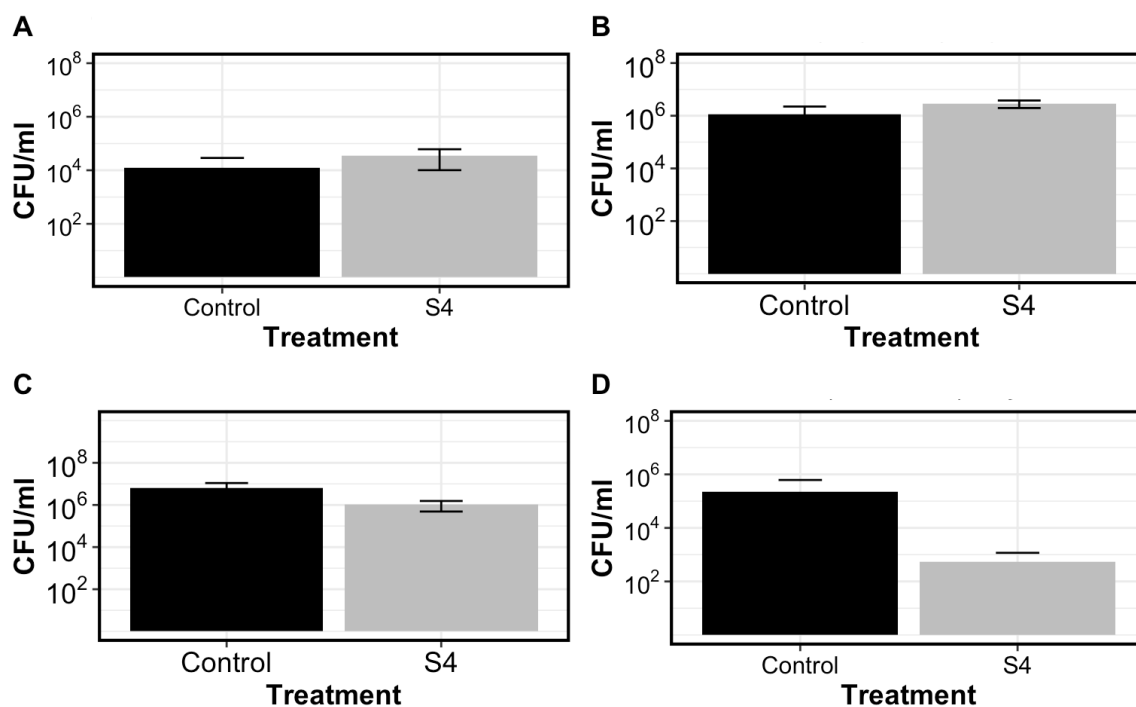 A
CFU/ml
10^8
10^6
10^4
10^2
Control S4
Treatment
B
CFU/ml
10^8
10^6
10^4
10^2
Control S4
Treatment
C
CFU/ml
10^8
10^6
10^4
10^2
Control S4
Treatment
D
CFU/ml
10^8
10^6
10^4
10^2
Control S4
Treatment